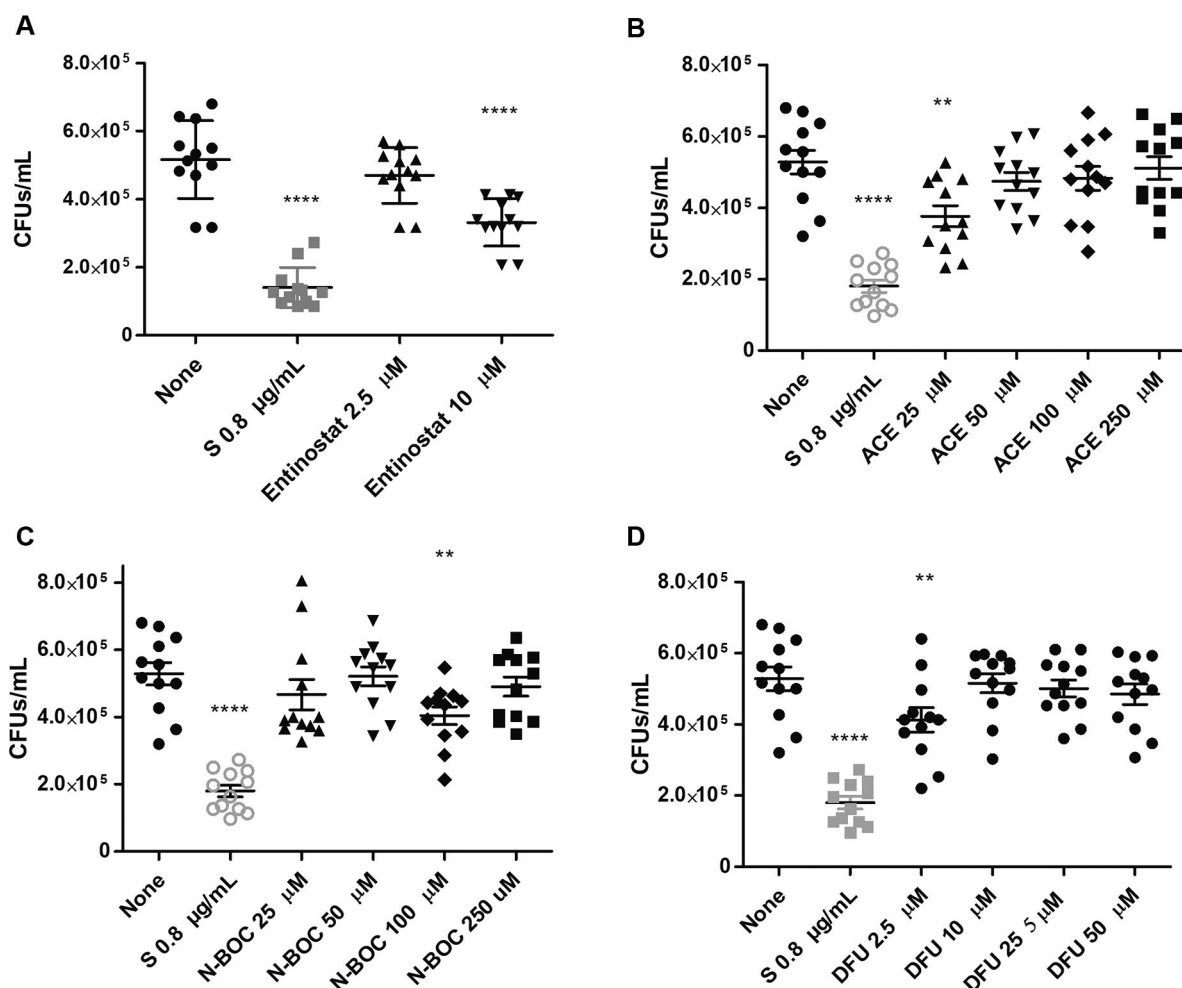 A
CFUs/mL
8.0×10⁵
6.0×10⁵
4.0×10⁵
2.0×10⁵
0
****
****
None
S 0.8 µg/mL
Entinostat 2.5 µM
Entinostat 10 µM
B
CFUs/mL
8.0×10⁵
6.0×10⁵
4.0×10⁵
2.0×10⁵
0
****
**
None
S 0.8 µg/mL
ACE 25 µM
ACE 50 µM
ACE 100 µM
ACE 250 µM
C
CFUs/mL
8.0×10⁵
6.0×10⁵
4.0×10⁵
2.0×10⁵
0
****
**
None
S 0.8 µg/mL
N-BOC 25 µM
N-BOC 50 µM
N-BOC 100 µM
N-BOC 250 uM
D
CFUs/mL
8.0×10⁵
6.0×10⁵
4.0×10⁵
2.0×10⁵
0
****
**
None
S 0.8 µg/mL
DFU 2.5 µM
DFU 10 µM
DFU 25 5 µM
DFU 50 µM